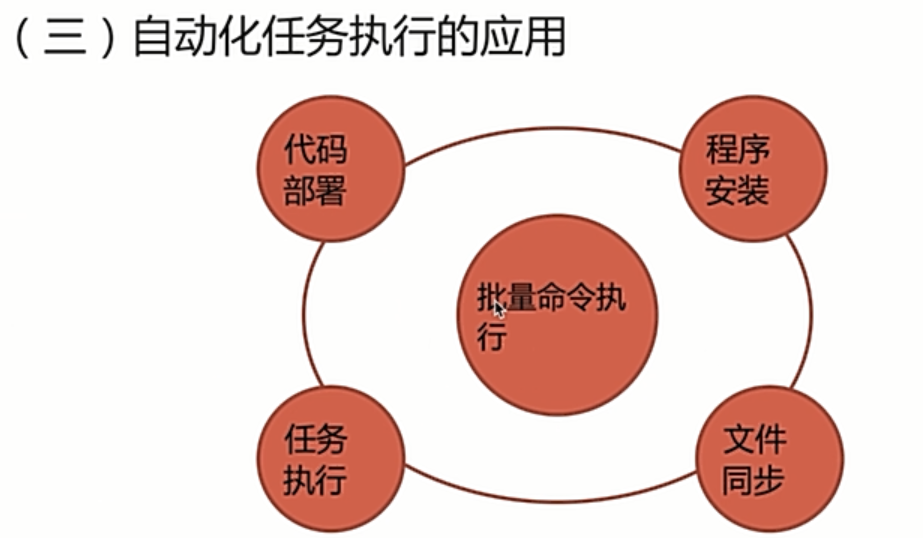 （三）自动化任务执行的应用
代码
部署
程序
安装
批量命令执
行
任务
执行
文件
同步